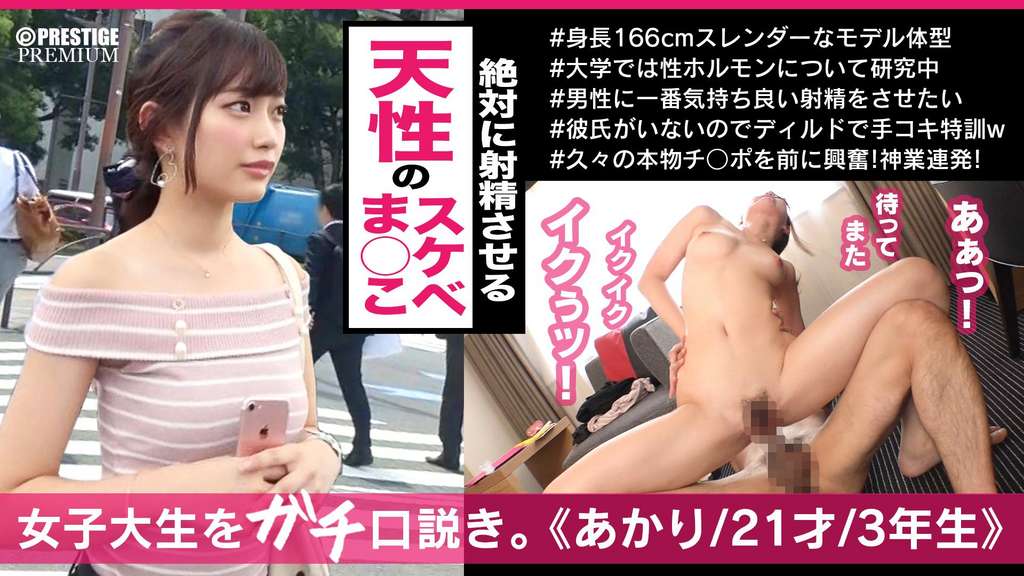 PRESTIGE
PREMIUM
絶対に射精させる
天性の
スケベ
ま○こ
#身長166cmスレンダーなモデル体型
#大学では性ホルモンについて研究中
#男性に一番気持ち良い射精をさせたい
#彼氏がいないのでディルドで手コキ特訓w
#久々の本物チ○ポを前に興奮!神業連発!
ああっ!
待って
また
イクイク
イクぅッ!
女子大生をガチ口説き。《あかり/21才/3年生》